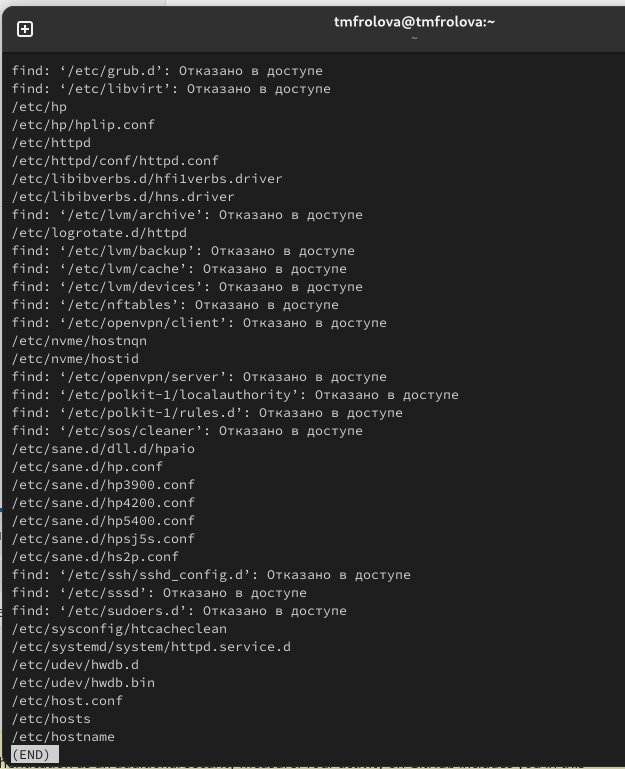 tmfrolova@tmfrolova:~
~
find: ‘/etc/grub.d’: Отказано в доступе
find: ‘/etc/libvirt’: Отказано в доступе
/etc/hp
/etc/hp/hplip.conf
/etc/httpd
/etc/httpd/conf/httpd.conf
/etc/libibverbs.d/hfi1verbs.driver
/etc/libibverbs.d/hns.driver
find: ‘/etc/lvm/archive’: Отказано в доступе
/etc/logrotate.d/httpd
find: ‘/etc/lvm/backup’: Отказано в доступе
find: ‘/etc/lvm/cache’: Отказано в доступе
find: ‘/etc/lvm/devices’: Отказано в доступе
find: ‘/etc/nftables’: Отказано в доступе
find: ‘/etc/openvpn/client’: Отказано в доступе
/etc/nvme/hostnqn
/etc/nvme/hostid
find: ‘/etc/openvpn/server’: Отказано в доступе
find: ‘/etc/polkit-1/localauthority’: Отказано в доступе
find: ‘/etc/polkit-1/rules.d’: Отказано в доступе
find: ‘/etc/sos/cleaner’: Отказано в доступе
/etc/sane.d/dll.d/hpaio
/etc/sane.d/hp.conf
/etc/sane.d/hp3900.conf
/etc/sane.d/hp4200.conf
/etc/sane.d/hp5400.conf
/etc/sane.d/hpsj5s.conf
/etc/sane.d/hs2p.conf
find: ‘/etc/ssh/sshd_config.d’: Отказано в доступе
find: ‘/etc/sssd’: Отказано в доступе
find: ‘/etc/sudoers.d’: Отказано в доступе
/etc/sysconfig/htcacheclean
/etc/systemd/system/httpd.service.d
/etc/udev/hwdb.d
/etc/udev/hwdb.bin
/etc/host.conf
/etc/hosts
/etc/hostname
(END)